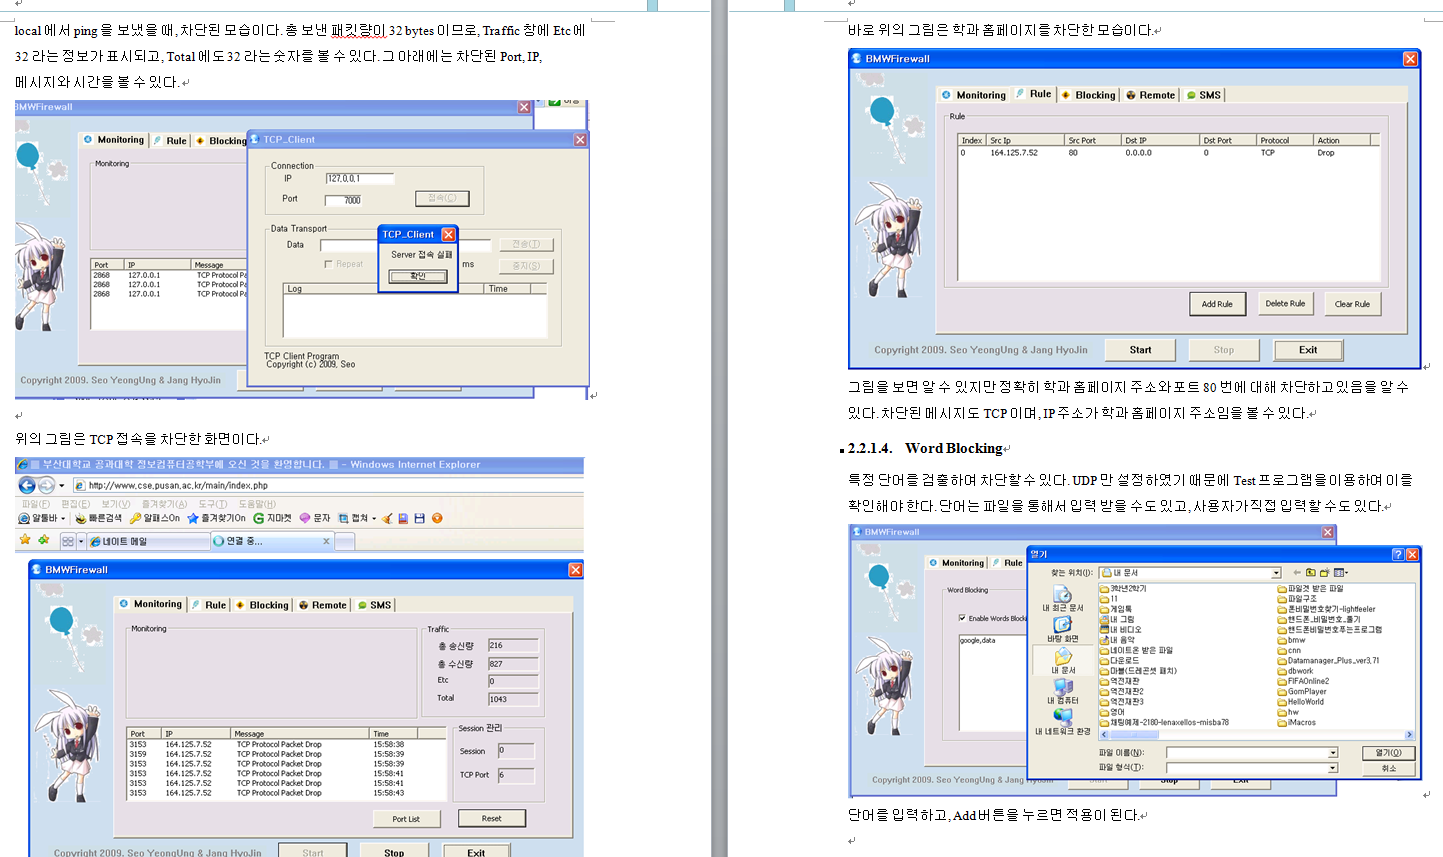 local 에서 ping 을 보냈을 때, 차단된 모습이다. 총 보낸 패킷량이 32 bytes 이므로, Traffic 창에 Etc 에
32 라는 정보가 표시되고, Total 에도 32 라는 숫자를 볼 수 있다. 그 아래에는 차단된 Port, IP,
메시지와 시간을 볼 수 있다.
BMWFirewall
Monitoring Rule Blocking
Monitoring
Port IP Message
2868 127.0.0.1 TCP Protocol Pa
2868 127.0.0.1 TCP Protocol Pa
2868 127.0.0.1 TCP Protocol Pa
Copyright 2009. Seo YeongUng & Jang HyoJin
TCP_Client
Connection
IP 127.0.0.1
Port 7000 접속(C)
Data Transport
Data 전송(T)
Repeat ms 중지(S)
Log Time
TCP_Client
Server 접속 실패
확인
TCP Client Program
Copyright (c) 2009, Seo
위의 그림은 TCP 접속을 차단한 화면이다.
부산대학교 공과대학 정보컴퓨터공학부에 오신 것을 환영합니다. - Windows Internet Explorer
http://www.cse.pusan.ac.kr/main/index.php
파일(F) 편집(E) 보기(V) 즐겨찾기(A) 도구(T) 도움말(H)
알툴바 빠른검색 알패스On 즐겨찾기On 지마켓 문자 캡쳐
네이트 메일 연결 중... x
BMWFirewall
Monitoring Rule Blocking Remote SMS
Monitoring
Traffic
총 송신량 216
총 수신량 827
Etc 0
Total 1043
Port IP Message Time
3153 164.125.7.52 TCP Protocol Packet Drop 15:58:38
3159 164.125.7.52 TCP Protocol Packet Drop 15:58:39
3153 164.125.7.52 TCP Protocol Packet Drop 15:58:39
3153 164.125.7.52 TCP Protocol Packet Drop 15:58:41
3153 164.125.7.52 TCP Protocol Packet Drop 15:58:41
3153 164.125.7.52 TCP Protocol Packet Drop 15:58:43
Session 관리
Session 0
TCP Port 6
Port List Reset
Copyright 2009. Seo YeongUng & Jang HyoJin Start Stop Exit
바로 위의 그림은 학과 홈페이지를 차단한 모습이다.
BMWFirewall
Monitoring Rule Blocking Remote SMS
Rule
Index Src Ip Src Port Dst IP Dst Port Protocol Action
0 164.125.7.52 80 0.0.0.0 0 TCP Drop
Add Rule Delete Rule Clear Rule
Copyright 2009. Seo YeongUng & Jang HyoJin Start Stop Exit
그림을 보면 알 수 있지만 정확히 학과 홈페이지 주소와 포트 80 번에 대해 차단하고 있음을 알 수
있다. 차단된 메시지도 TCP 이며, IP 주소가 학과 홈페이지 주소임을 볼 수 있다.
2.2.1.4. Word Blocking
특정 단어를 검출하여 차단할 수 있다. UDP 만 설정하였기 때문에 Test 프로그램을 이용하여 이를
확인해야 한다. 단어는 파일을 통해서 입력 받을 수도 있고, 사용자가 직접 입력할 수도 있다.
BMWFirewall
Monitoring Rule
Word Blocking
Enable Words Blocki
google,data
Copyright 2009. Seo YeongUng & Jang HyoJin Stop Exit
열기
찾는 위치(I): 내 문서
내 최근 문서
바탕 화면
내 문서
내 컴퓨터
내 네트워크 환경
3학년2학기
11
게임톡
내 그림
내 비디오
내 음악
네이트온 받은 파일
다운로드
마블(드래곤셋 패치)
역전재판
역전재판2
역전재판3
영어
채팅예제-2180-lenaxellos-misba78
파일겟 받은 파일
파일구조
폰비밀번호찾기-lightfeeler
핸드폰_비밀번호_풀기
핸드폰비밀번호푸는프로그램
bmw
cnn
Datamanager_Plus_ver3,71
dbwork
FIFAOnline2
GomPlayer
HelloWorld
hw
iMacros
파일 이름(N): 열기(O)
파일 형식(T): 취소
단어를 입력하고, Add 버튼을 누르면 적용이 된다.